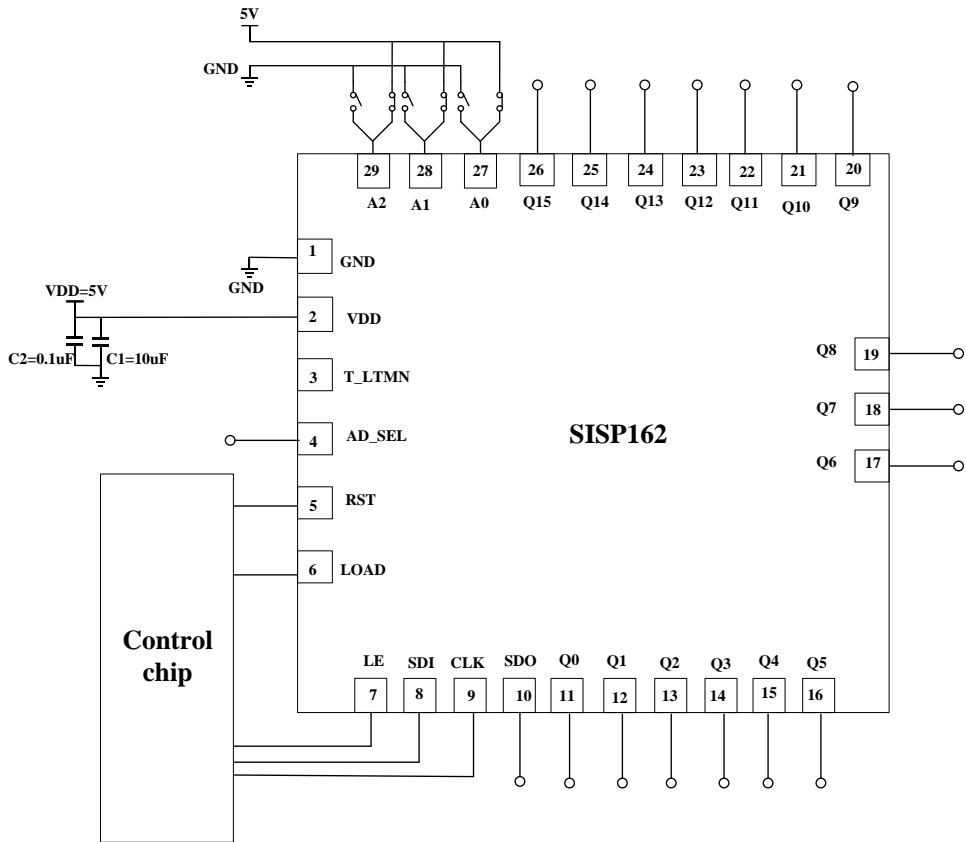 5V
GND
29 28 27 26 25 24 23 22 21 20
A2 A1 A0 Q15 Q14 Q13 Q12 Q11 Q10 Q9
1 GND
GND
VDD=5V
2 VDD
C2=0.1uF C1=10uF
3 T_LTMN
4 AD_SEL
5 RST
6 LOAD
SISP162
Q8 19
Q7 18
Q6 17
Control
chip
LE SDI CLK SDO Q0 Q1 Q2 Q3 Q4 Q5
7 8 9 10 11 12 13 14 15 16